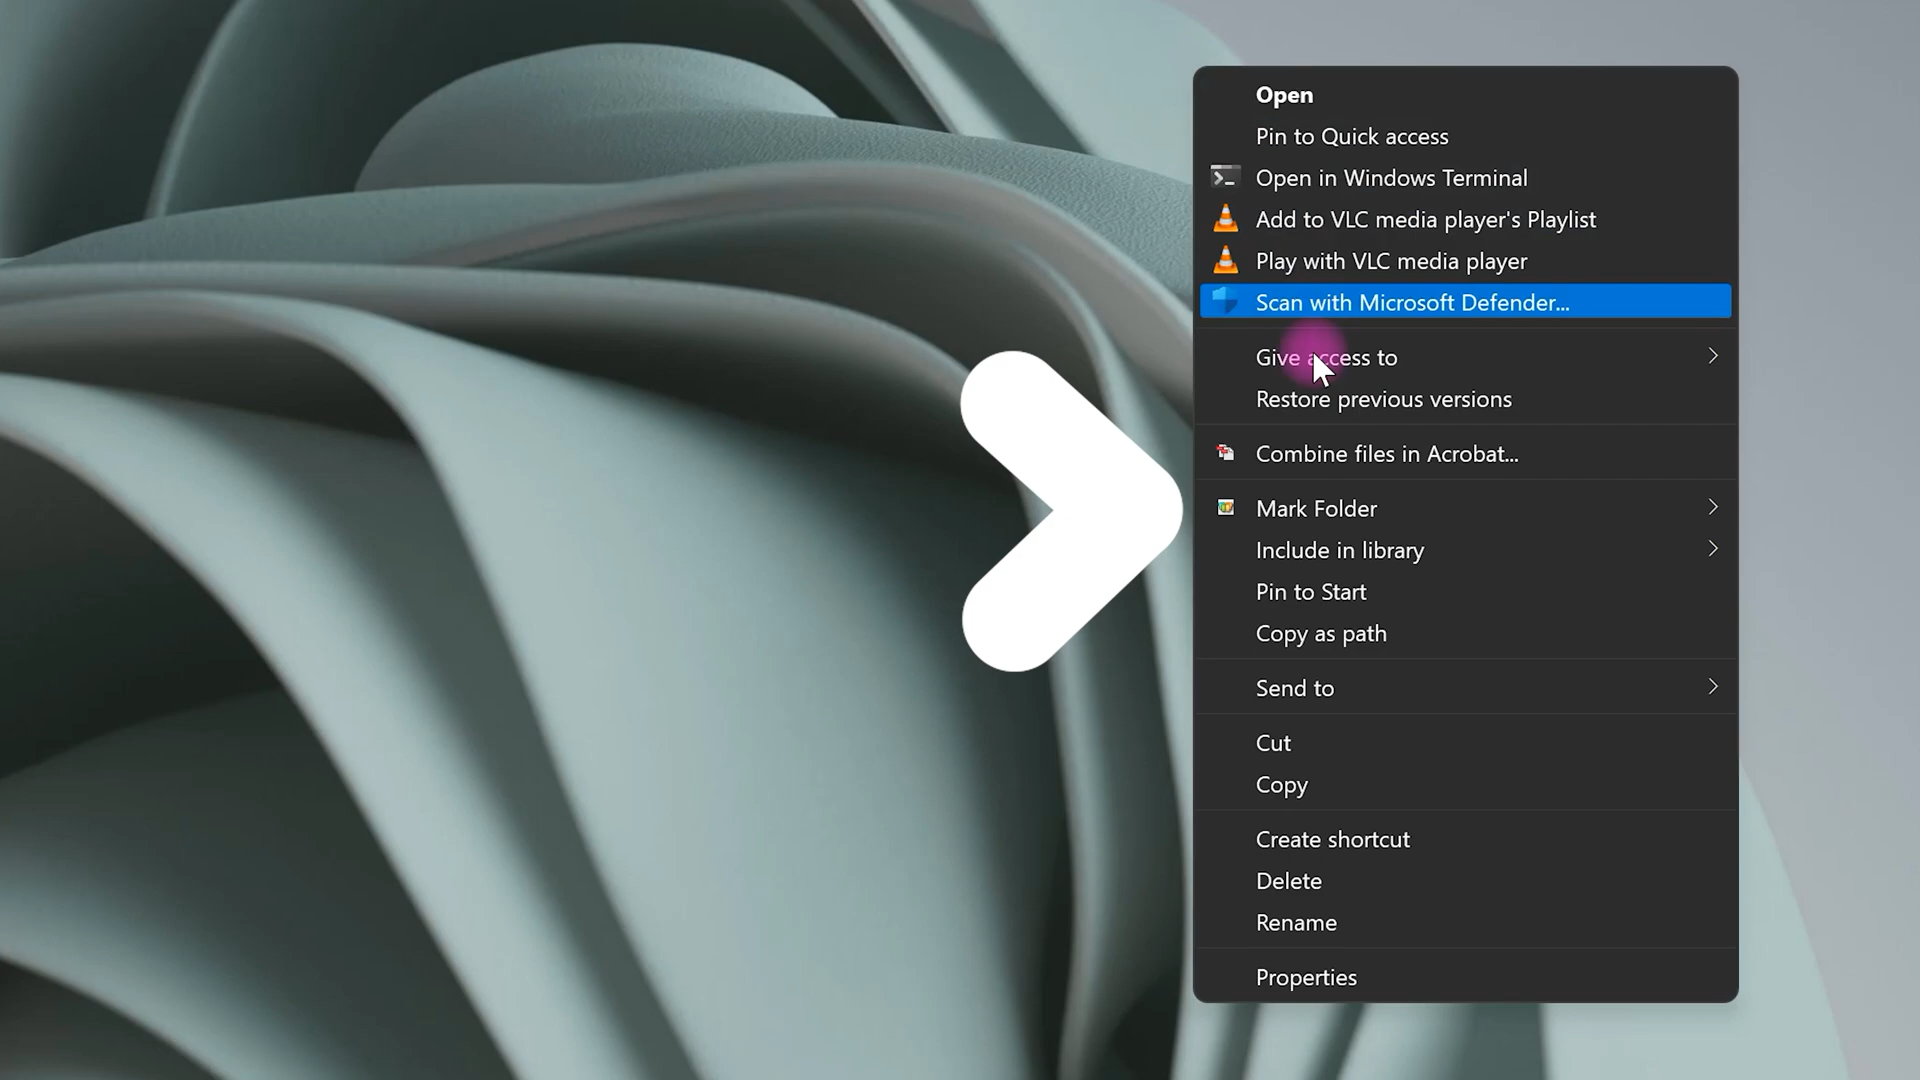 Open
Pin to Quick access
Open in Windows Terminal
Add to VLC media player's Playlist
Play with VLC media player
Scan with Microsoft Defender...
Give access to
Restore previous versions
Combine files in Acrobat...
Mark Folder
Include in library
Pin to Start
Copy as path
Send to
Cut
Copy
Create shortcut
Delete
Rename
Properties